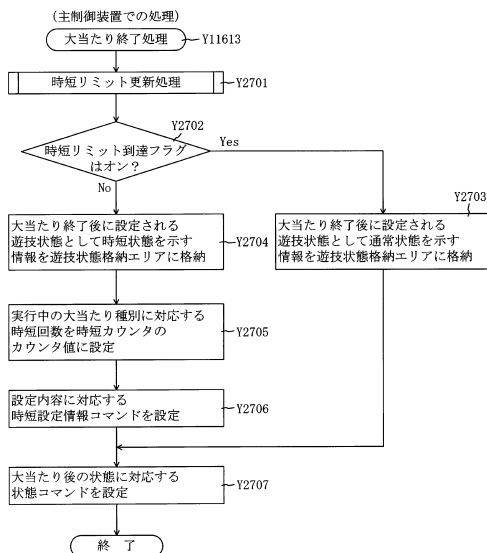 (主制御装置での処理)
大当たり終了処理
Y11613
時短リミット更新処理
Y2701
Y2702
時短リミット到達フラグ
はオン?
Yes
No
Y2703
大当たり終了後に設定される
遊技状態として時短状態を示す
情報を遊技状態格納エリアに格納
Y2704
大当たり終了後に設定される
遊技状態として通常状態を示す
情報を遊技状態格納エリアに格納
実行中の大当たり種別に対応する
時短回数を時短カウンタの
カウンタ値に設定
Y2705
設定内容に対応する
時短設定情報コマンドを設定
Y2706
大当たり後の状態に対応する
状態コマンドを設定
Y2707
終 了